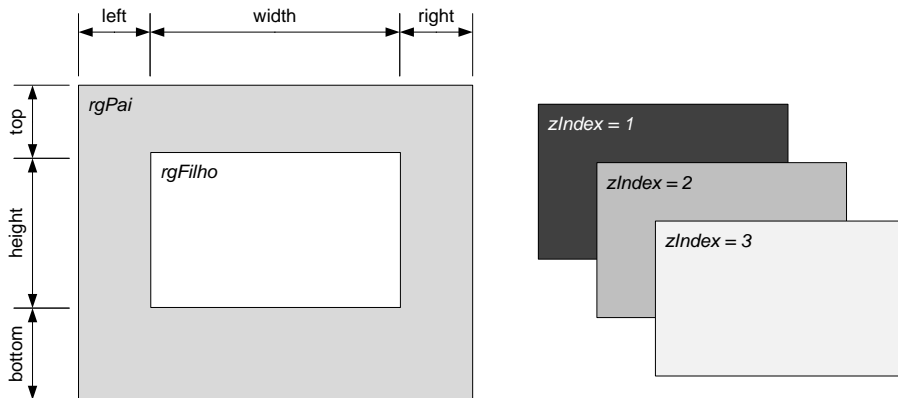 left
width
right
top
height
bottom
rgPai
rgFilho
zIndex = 1
zIndex = 2
zIndex = 3